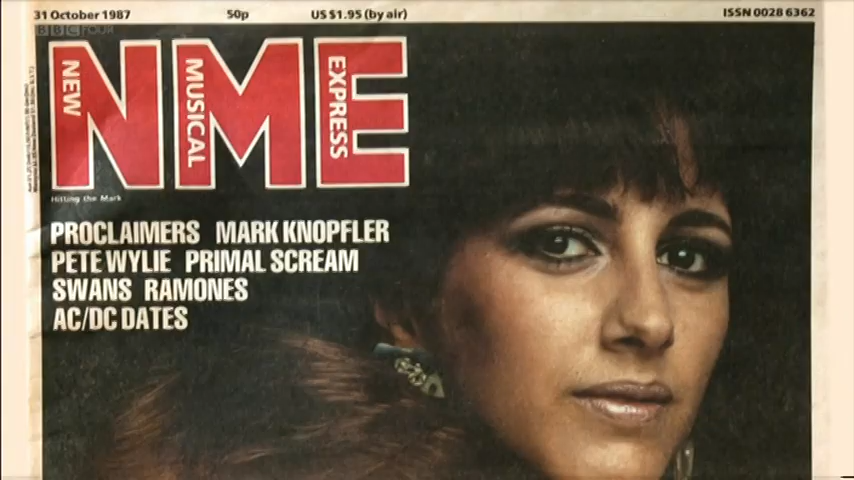 31 October 1987 50p US $1.95 (by air) ISSN 0028 6362
BBC FOUR
NME
NEW MUSICAL EXPRESS
Hitting the Mark
PROCLAIMERS MARK KNOPFLER
PETE WYLIE PRIMAL SCREAM
SWANS RAMONES
AC/DC DATES